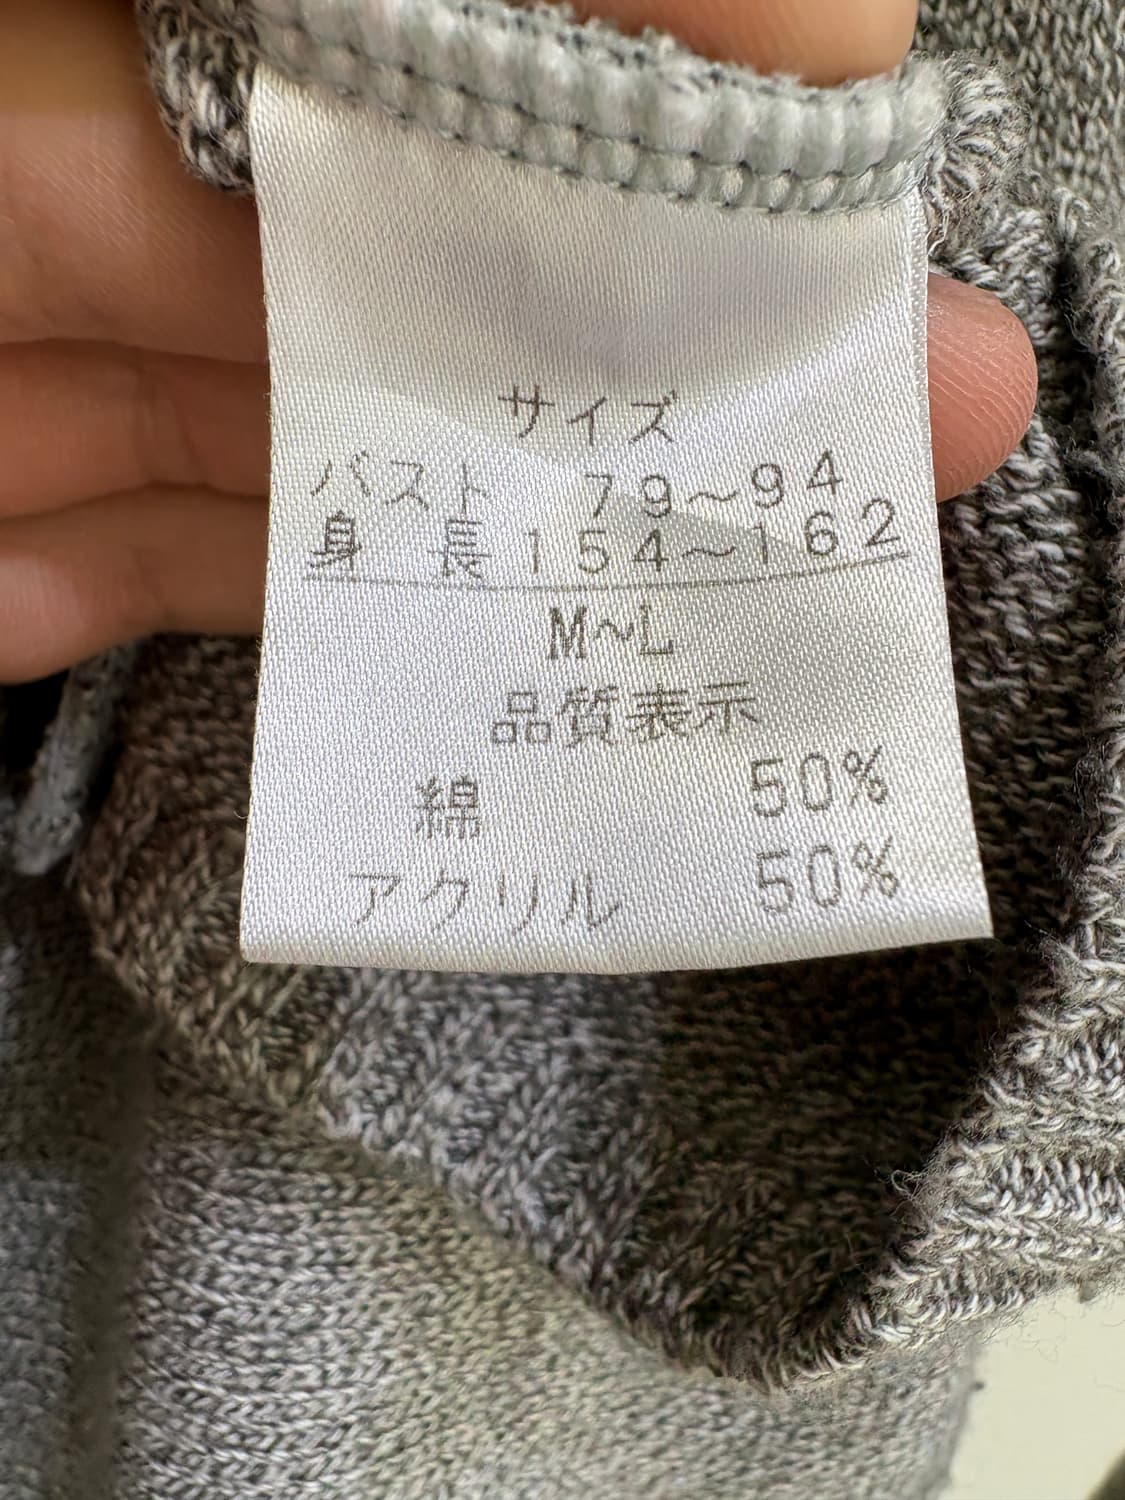 サイズ
バスト 79～94
身 長 154～162
M～L
品質表示
綿 50%
アクリル 50%